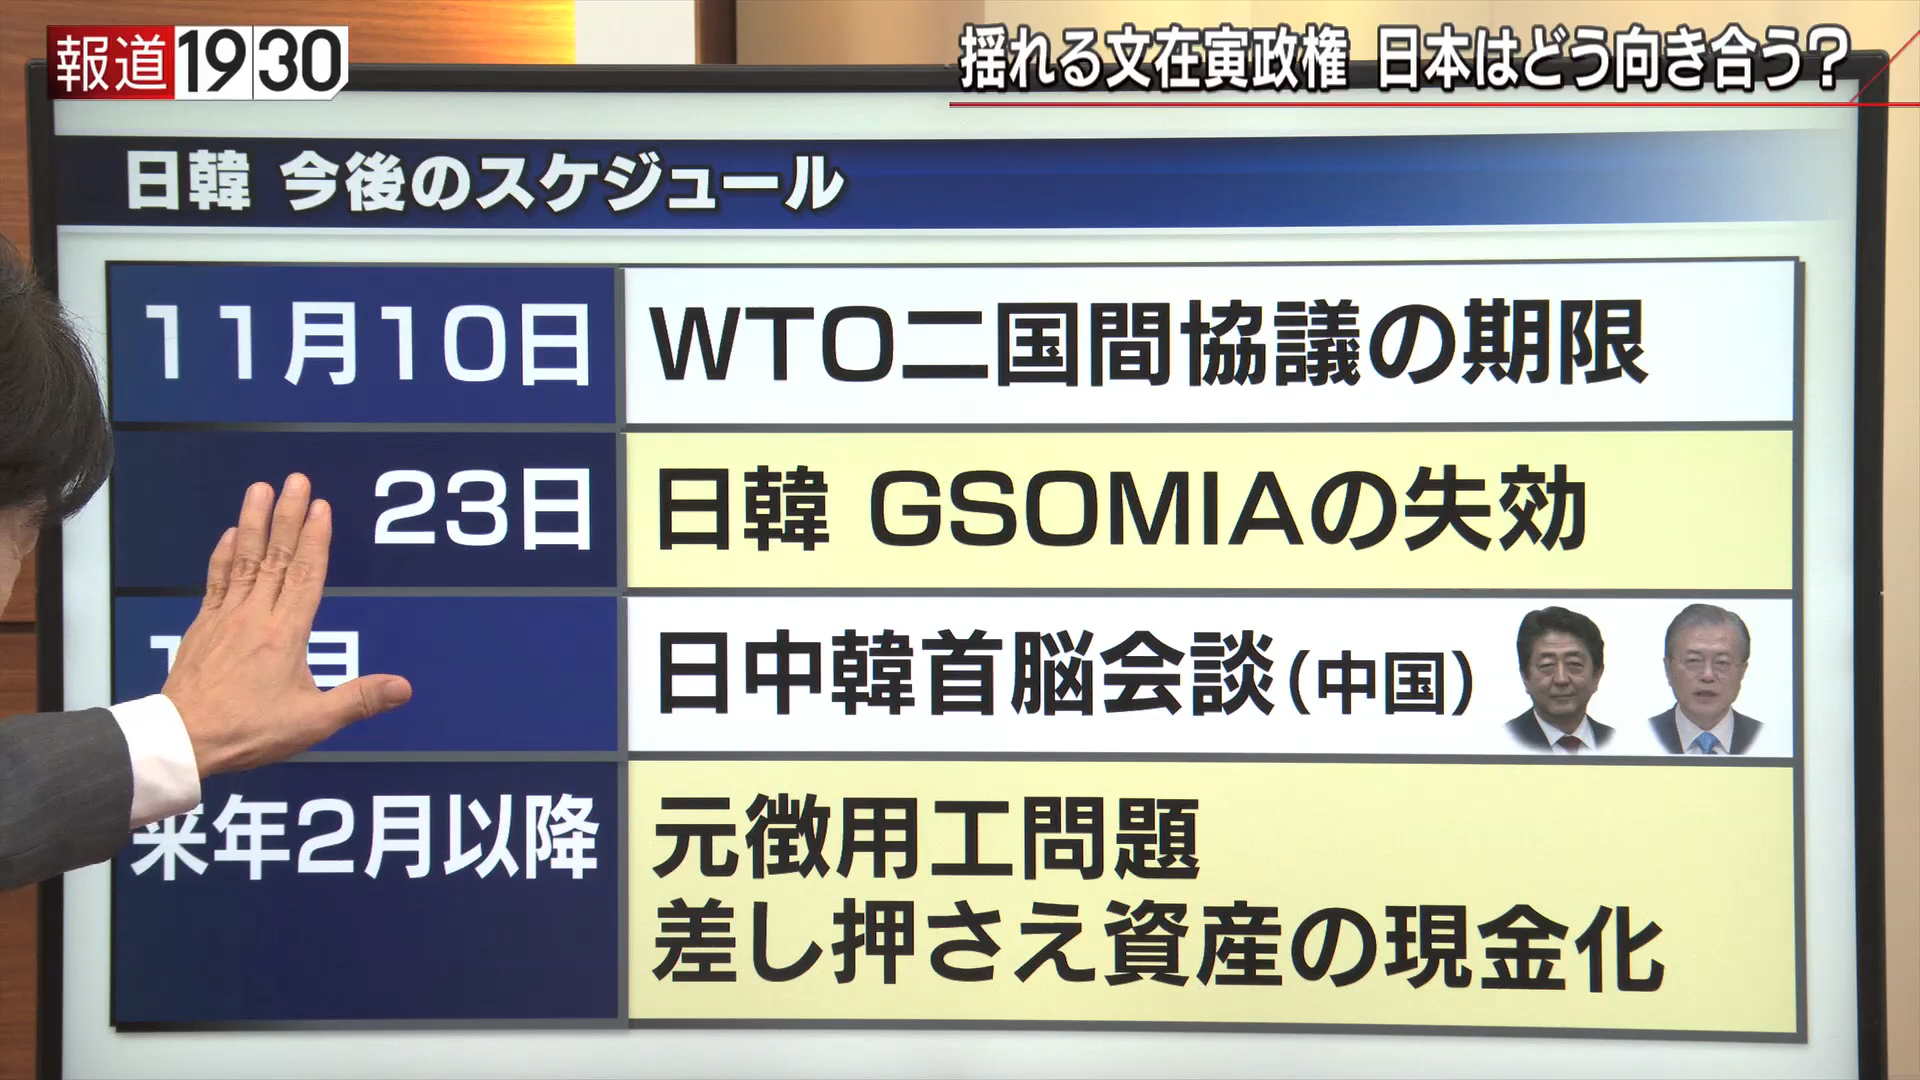 報道 19 30
揺れる文在寅政権 日本はどう向き合う?
日韓 今後のスケジュール
11月10日 WTO二国間協議の期限
23日 日韓 GSOMIAの失効
月 日中韓首脳会談(中国)
来年2月以降 元徴用工問題
差し押さえ資産の現金化